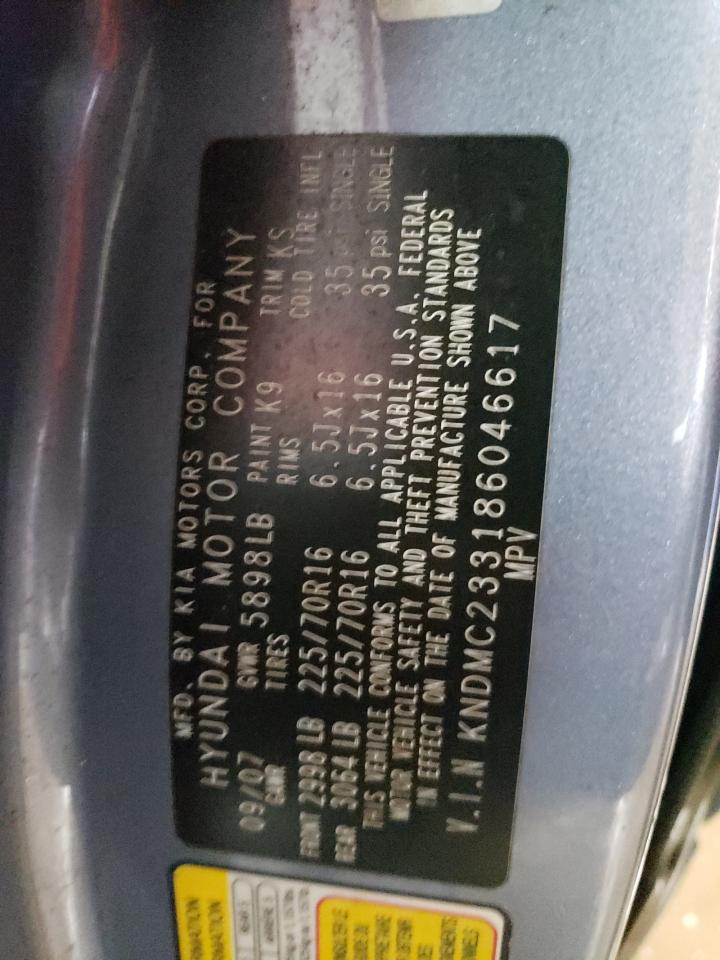 MFD. BY KIA MOTORS CORP. FOR
HYUNDAI MOTOR COMPANY
09/07 GVWR 5898LB PAINT K9 TRIM KS
GAWR TIRES RIMS COLD TIRE INFL
FRONT 2998 LB 225/70R16 6.5Jx16 35 psi SINGLE
REAR 3064 LB 225/70R16 6.5Jx16 35 psi SINGLE
THIS VEHICLE CONFORMS TO ALL APPLICABLE U.S.A. FEDERAL
MOTOR VEHICLE SAFETY AND THEFT PREVENTION STANDARDS
IN EFFECT ON THE DATE OF MANUFACTURE SHOWN ABOVE
V.I.N KNDMC233186046617
MPV